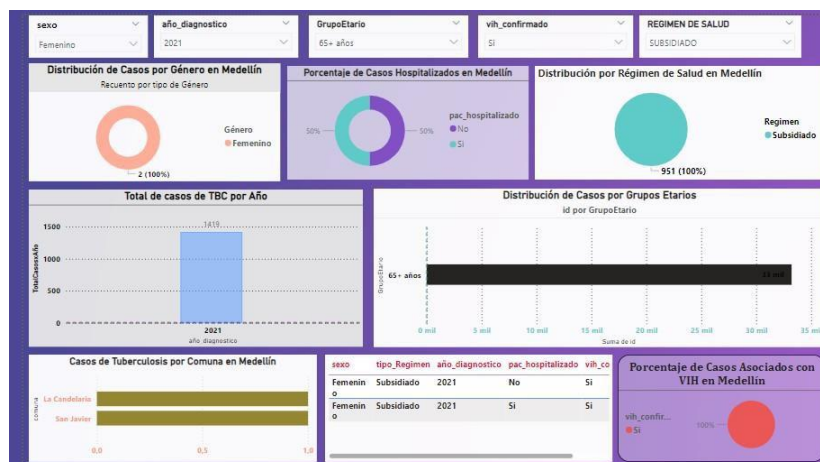 sexo
Femenino
año_diagnostico
2021
GrupoEtario
65+ años
vih_confirmado
Si
REGIMEN DE SALUD
SUBSIDIADO
Distribución de Casos por Género en Medellín
Recuento por tipo de Género
Género
Femenino
2 (100%)
Porcentaje de Casos Hospitalizados en Medellín
50%
50%
pac_hospitalizado
No
Si
Distribución por Régimen de Salud en Medellín
Regimen
Subsidiado
951 (100%)
Total de casos de TBC por Año
TotalCasosxAño
1500
1000
500
0
1419
2021
año_diagnóstico
Distribución de Casos por Grupos Etarios
id por GrupoEtario
GrupoEtario
65+ años
33 mil
0 mil
5 mil
10 mil
15 mil
20 mil
25 mil
30 mil
35 mil
Suma de id
Casos de Tuberculosis por Comuna en Medellín
comuna
La Candelaria
San Javier
0,0
0,5
1,0
sexo tipo_Regimen año_diagnostico pac_hospitalizado vih_co
Femenin Subsidiado 2021 No Si
o
Femenin Subsidiado 2021 Si Si
o
Porcentaje de Casos Asociados con
VIH en Medellín
vih_confir...
Si
100%